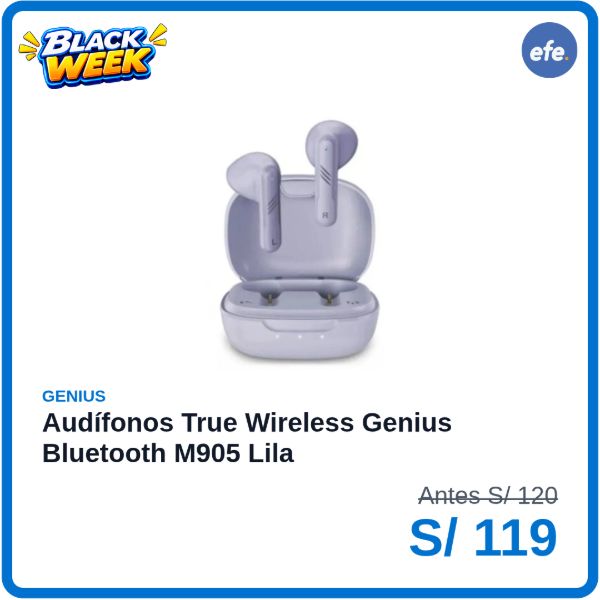 BLACK
WEEK
efe.
L
R
GENIUS
Audífonos True Wireless Genius
Bluetooth M905 Lila
Antes S/ 120
S/ 119